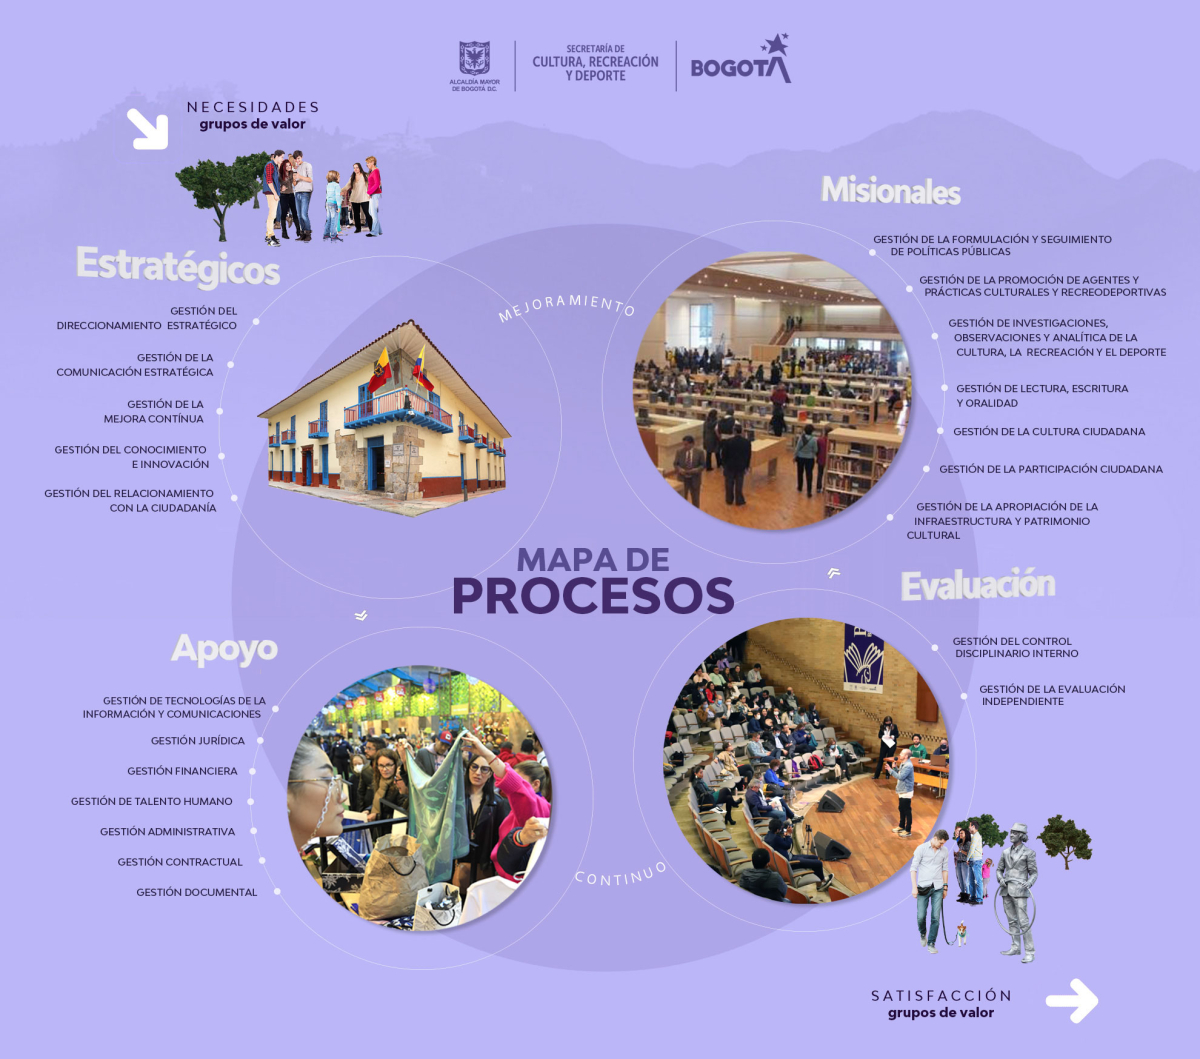 ALCALDÍA MAYOR
DE BOGOTÁ D.C.
SECRETARÍA DE
CULTURA, RECREACIÓN
Y DEPORTE
BOGOTÁ
NECESIDADES
grupos de valor
Estratégicos
GESTIÓN DEL
DIRECCIONAMIENTO ESTRATÉGICO
GESTIÓN DE LA
COMUNICACIÓN ESTRATÉGICA
GESTIÓN DE LA
MEJORA CONTÍNUA
GESTIÓN DEL CONOCIMIENTO
E INNOVACIÓN
GESTIÓN DEL RELACIONAMIENTO
CON LA CIUDADANÍA
MEJORAMIENTO
Misionales
GESTIÓN DE LA FORMULACIÓN Y SEGUIMIENTO
DE POLÍTICAS PÚBLICAS
GESTIÓN DE LA PROMOCIÓN DE AGENTES Y
PRÁCTICAS CULTURALES Y RECREODEPORTIVAS
GESTIÓN DE INVESTIGACIONES,
OBSERVACIONES Y ANALÍTICA DE LA
CULTURA, LA RECREACIÓN Y EL DEPORTE
GESTIÓN DE LECTURA, ESCRITURA
Y ORALIDAD
GESTIÓN DE LA CULTURA CIUDADANA
GESTIÓN DE LA PARTICIPACIÓN CIUDADANA
GESTIÓN DE LA APROPIACIÓN DE LA
INFRAESTRUCTURA Y PATRIMONIO
CULTURAL
MAPA DE
PROCESOS
Apoyo
GESTIÓN DE TECNOLOGÍAS DE LA
INFORMACIÓN Y COMUNICACIONES
GESTIÓN JURÍDICA
GESTIÓN FINANCIERA
GESTIÓN DE TALENTO HUMANO
GESTIÓN ADMINISTRATIVA
GESTIÓN CONTRACTUAL
GESTIÓN DOCUMENTAL
CONTINUO
Evaluación
GESTIÓN DEL CONTROL
DISCIPLINARIO INTERNO
GESTIÓN DE LA EVALUACIÓN
INDEPENDIENTE
SATISFACCIÓN
grupos de valor